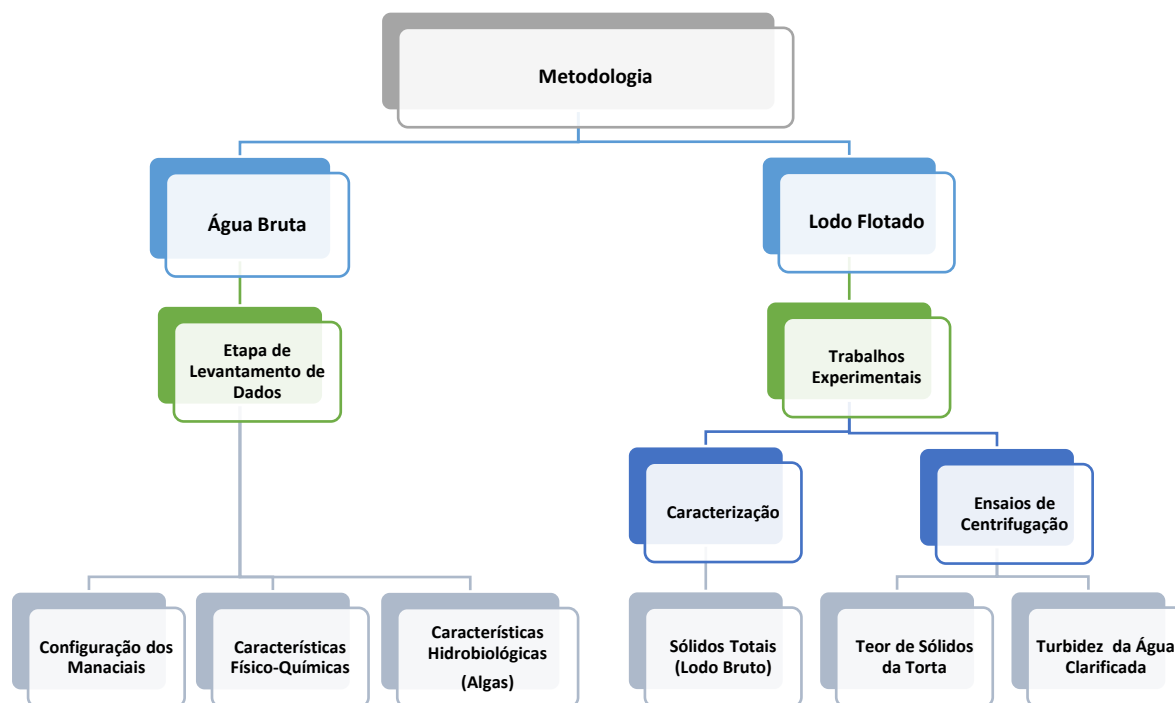 Metodologia
Água Bruta
Lodo Flotado
Etapa de
Levantamento de
Dados
Trabalhos
Experimentais
Caracterização
Ensaios de
Centrifugação
Configuração dos
Manaciais
Características
Físico-Químicas
Características
Hidrobiológicas
(Algas)
Sólidos Totais
(Lodo Bruto)
Teor de Sólidos
da Torta
Turbidez da Água
Clarificada